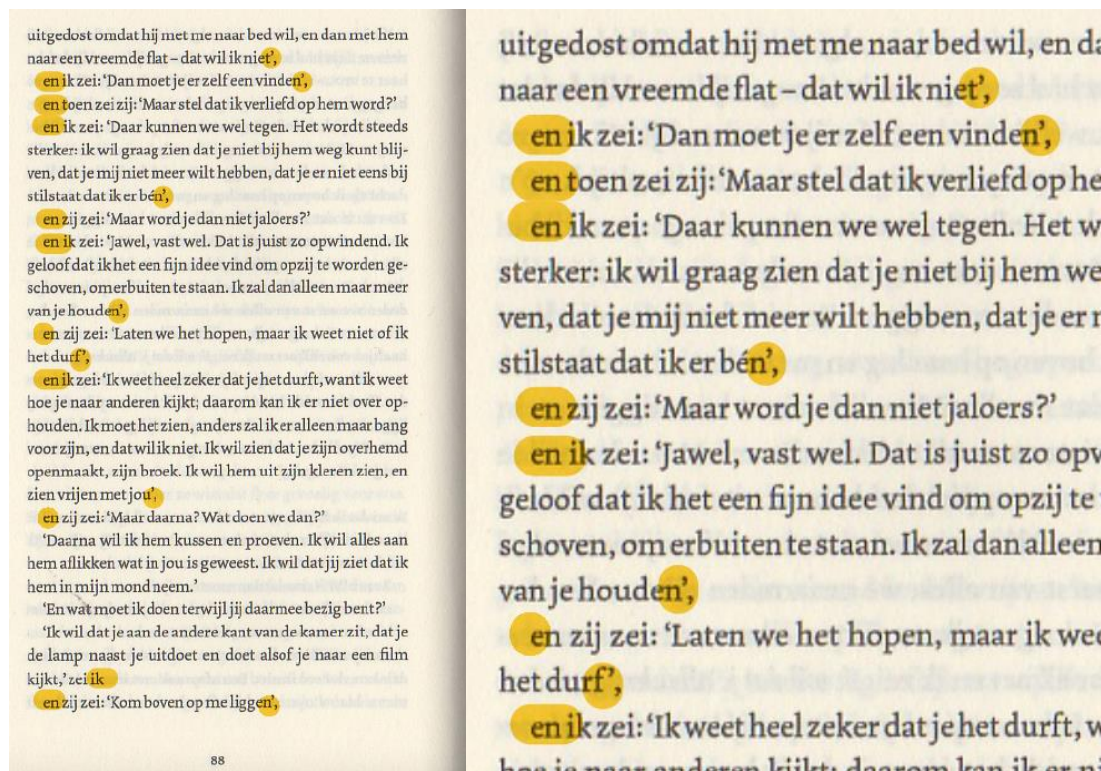 uitgedost omdat hij met me naar bed wil, en dan met hem
naar een vreemde flat – dat wil ik niet’,
en ik zei: ‘Dan moet je er zelf een vinden’,
en toen zei zij: ‘Maar stel dat ik verliefd op hem word?’
en ik zei: ‘Daar kunnen we wel tegen. Het wordt steeds
sterker: ik wil graag zien dat je niet bij hem weg kunt blij-
ven, dat je mij niet meer wilt hebben, dat je er niet eens bij
stilstaat dat ik er bén’,
en zij zei: ‘Maar word je dan niet jaloers?’
en ik zei: ‘Jawel, vast wel. Dat is juist zo opwindend. Ik
geloof dat ik het een fijn idee vind om opzij te worden ge-
schoven, om erbuiten te staan. Ik zal dan alleen maar meer
van je houden’,
en zij zei: ‘Laten we het hopen, maar ik weet niet of ik
het durf’,
en ik zei: ‘Ik weet heel zeker dat je het durft, want ik weet
hoe je naar anderen kijkt; daarom kan ik er niet over op-
houden. Ik moet het zien, anders zal ik er alleen maar bang
voor zijn, en dat wil ik niet. Ik wil zien dat je zijn overhemd
openmaakt, zijn broek. Ik wil hem uit zijn kleren zien, en
zien vrijen met jou’,
en zij zei: ‘Maar daarna? Wat doen we dan?’
‘Daarna wil ik hem kussen en proeven. Ik wil alles aan
hem aflikken wat in jou is geweest. Ik wil dat jij ziet dat ik
hem in mijn mond neem.’
‘En wat moet ik doen terwijl jij daarmee bezig bent?’
‘Ik wil dat je aan de andere kant van de kamer zit, dat je
de lamp naast je uitdoet en doet alsof je naar een film
kijkt,’ zei ik
en zij zei: ‘Kom boven op me liggen’,
88
uitgedost omdat hij met me naar bed wil, en da
naar een vreemde flat – dat wil ik niet’,
en ik zei: ‘Dan moet je er zelf een vinden’,
en toen zei zij: ‘Maar stel dat ik verliefd op he
en ik zei: ‘Daar kunnen we wel tegen. Het w
sterker: ik wil graag zien dat je niet bij hem we
ven, dat je mij niet meer wilt hebben, dat je er n
stilstaat dat ik er bén’,
en zij zei: ‘Maar word je dan niet jaloers?’
en ik zei: ‘Jawel, vast wel. Dat is juist zo opw
geloof dat ik het een fijn idee vind om opzij te
schoven, om erbuiten te staan. Ik zal dan alleen
van je houden’,
en zij zei: ‘Laten we het hopen, maar ik wee
het durf’,
en ik zei: ‘Ik weet heel zeker dat je het durft, w
hoe je naar anderen kijkt; daarom kan ik er ni